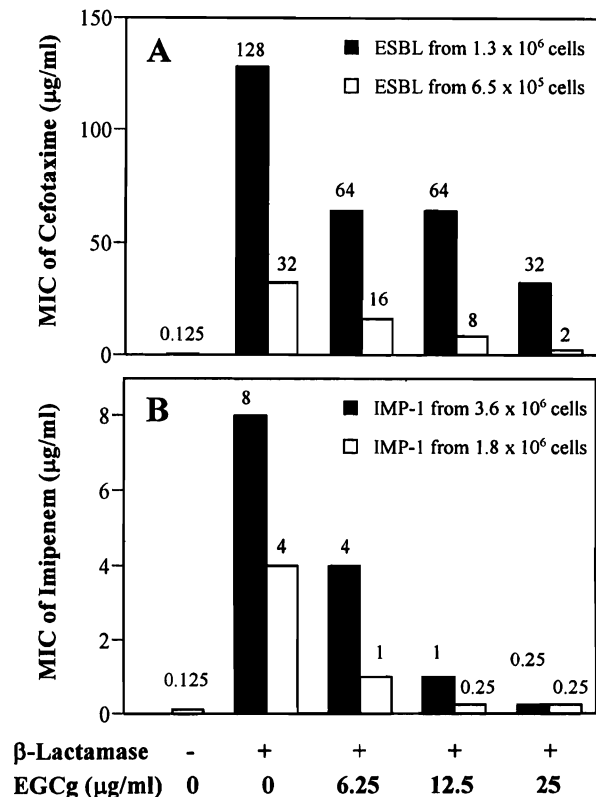 A
ESBL from 1.3 x 10⁶ cells
ESBL from 6.5 x 10⁵ cells
MIC of Cefotaxime (µg/ml)
150
100
50
0
0.125
128
32
64
16
64
8
32
2
B
IMP-1 from 3.6 x 10⁶ cells
IMP-1 from 1.8 x 10⁶ cells
MIC of Imipenem (µg/ml)
8
6
4
2
0
0.125
8
4
4
1
1
0.25
0.25
0.25
β-Lactamase - + + + +
EGCg (µg/ml) 0 0 6.25 12.5 25